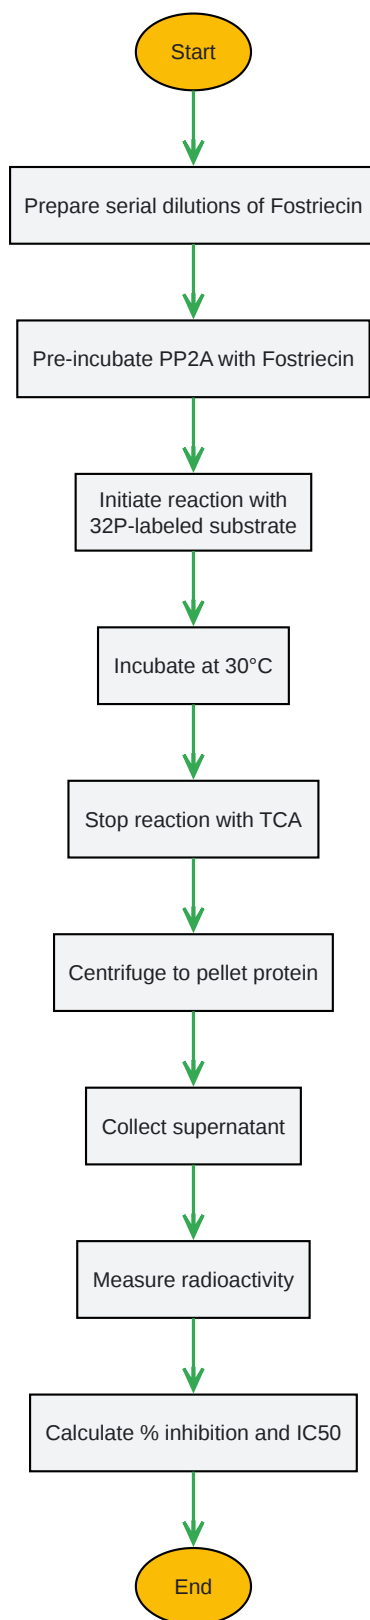 Start
Prepare serial dilutions of Fostriecin
Pre-incubate PP2A with Fostriecin
Initiate reaction with
32P-labeled substrate
Incubate at 30°C
Stop reaction with TCA
Centrifuge to pellet protein
Collect supernatant
Measure radioactivity
Calculate % inhibition and IC50
End